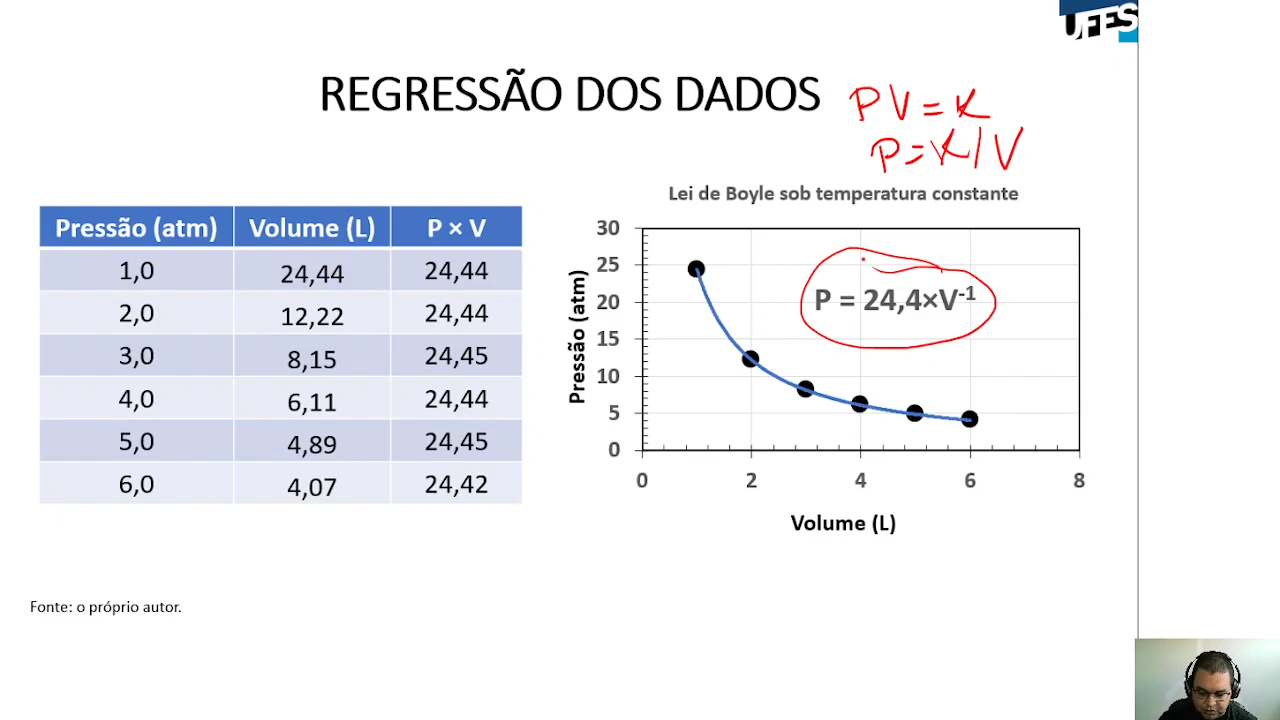 UFES
REGRESSÃO DOS DADOS
PV=K
P=K/V
Pressão (atm) Volume (L) P × V
1,0 24,44 24,44
2,0 12,22 24,44
3,0 8,15 24,45
4,0 6,11 24,44
5,0 4,89 24,45
6,0 4,07 24,42
Lei de Boyle sob temperatura constante
Pressão (atm)
30
25
20
15
10
5
0
P = 24,4×V⁻¹
0 2 4 6 8
Volume (L)
Fonte: o próprio autor.